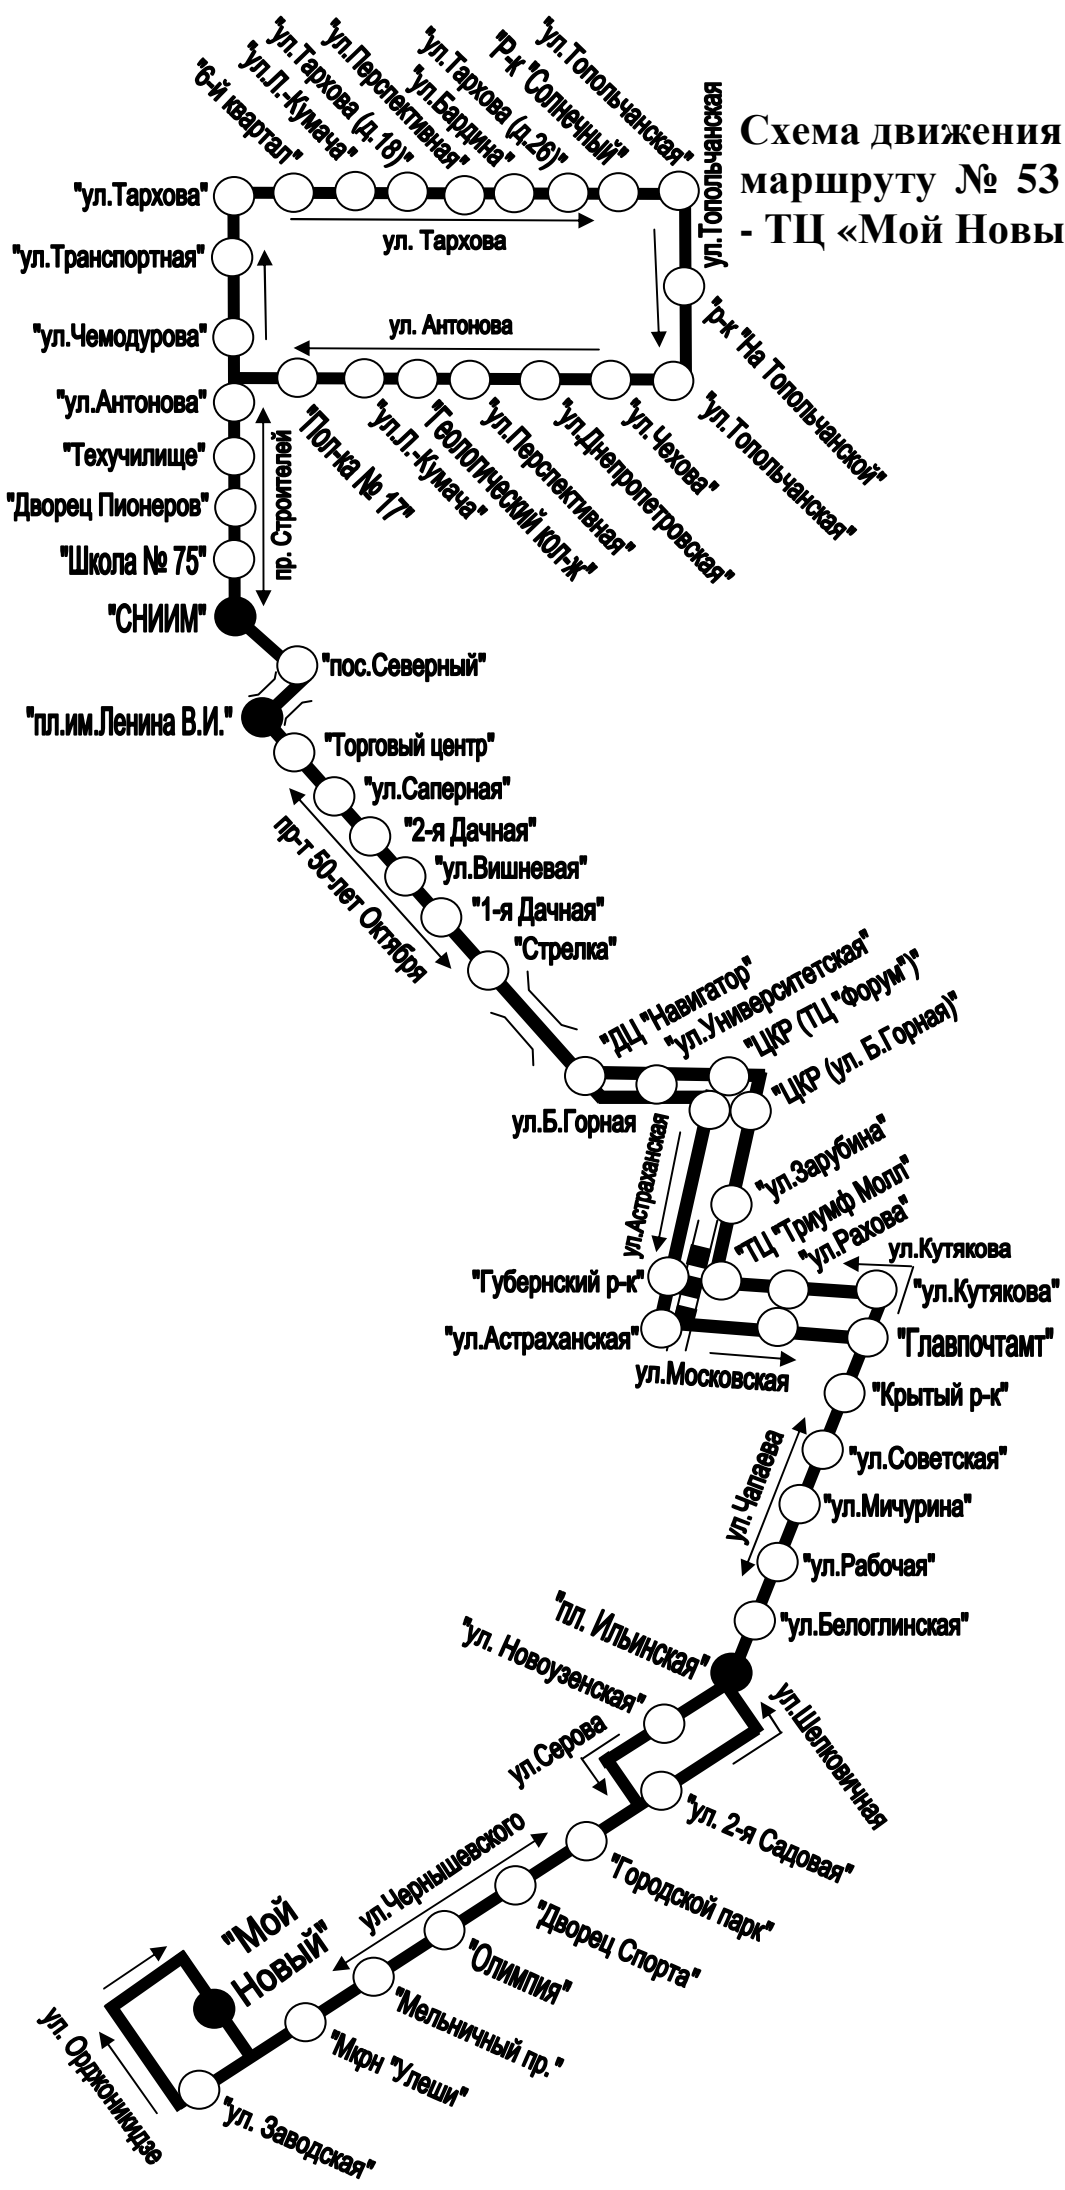 Схема движения
маршруту № 53
- ТЦ «Мой Новы
"6-й квартал"
"ул.Л.-Кумача"
"ул.Тархова (д.18)"
"ул.Перспективная"
"ул.Бардина"
"ул.Тархова (д.26)"
"Р-к "Солнечный"
"ул.Топольчанская"
ул.Топольчанская
"ул.Тархова"
ул. Тархова
"ул.Транспортная"
"р-к "На Топольчанской"
ул. Антонова
"ул.Чемодурова"
"ул.Антонова"
"Пол-ка № 17"
"ул.Л.-Кумача"
"Геологический кол-ж"
"ул.Перспективная"
"ул.Днепропетровская"
"ул.Чехова"
"ул.Топольчанская"
"Техучилище"
"Дворец Пионеров"
пр. Строителей
"Школа № 75"
"СНИИМ"
"пос.Северный"
"пл.им.Ленина В.И."
"Торговый центр"
"ул.Саперная"
"2-я Дачная"
"ул.Вишневая"
пр-т 50-лет Октября
"1-я Дачная"
"Стрелка"
"ДЦ "Навигатор"
"ул.Университетская"
"ЦКР (ТЦ "Форум")"
"ЦКР (ул. Б.Горная)"
ул.Б.Горная
ул.Астраханская
"ул.Зарубина"
"ТЦ "Триумф Молл"
"ул.Рахова"
ул.Кутякова
"Губернский р-к"
"ул.Кутякова"
"ул.Астраханская"
"Главпочтамт"
ул.Московская
"Крытый р-к"
ул.Чапаева
"ул.Советская"
"ул.Мичурина"
"ул.Рабочая"
"ул.Белоглинская"
"пл. Ильинская"
"ул. Новоузенская"
ул.Серова
ул.Шелковичная
"ул. 2-я Садовая"
ул.Чернышевского
"Городской парк"
"Дворец Спорта"
"Олимпия"
"Мельничный пр."
"Мкрн "Улеши"
"Мой
Новый"
ул. Орджоникидзе
"ул. Заводская"